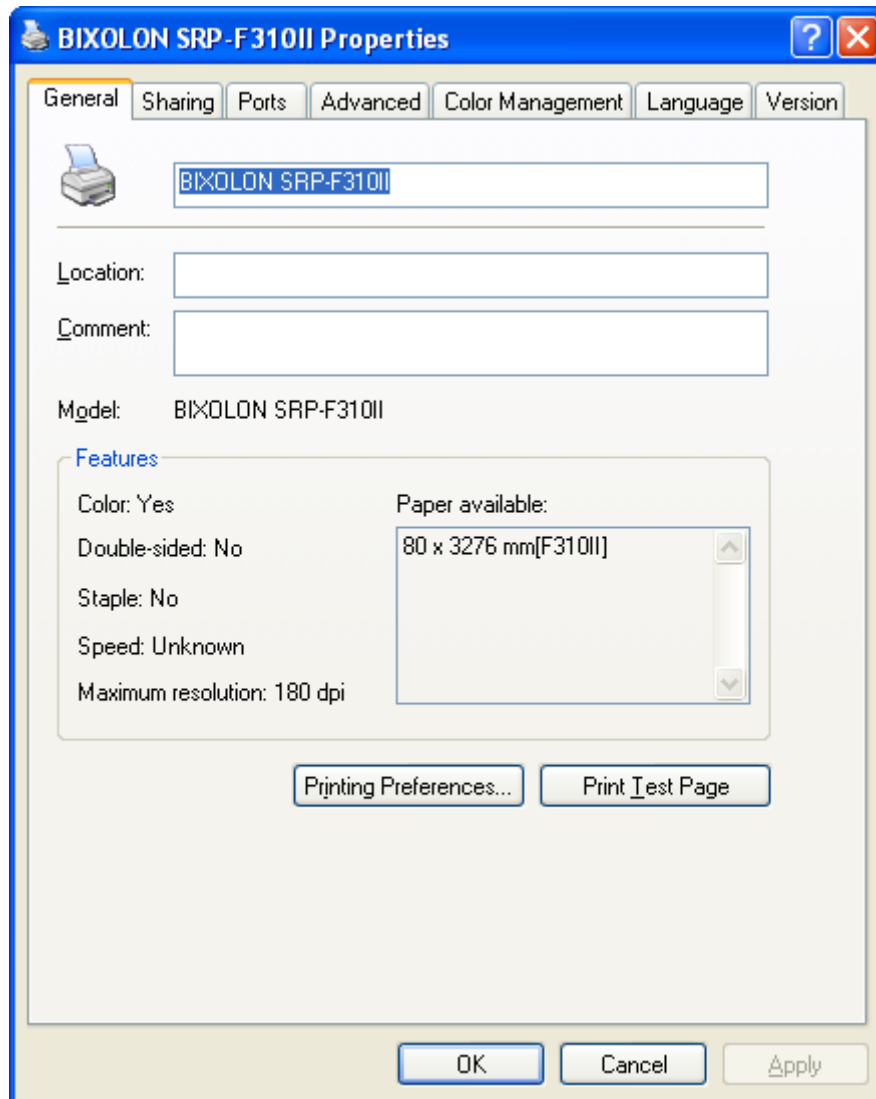 BIXOLON SRP-F310II Properties
General Sharing Ports Advanced Color Management Language Version
BIXOLON SRP-F310II
Location:
Comment:
Model: BIXOLON SRP-F310II
Features
Color: Yes
Paper available:
Double-sided: No
80 x 3276 mm[F310II]
Staple: No
Speed: Unknown
Maximum resolution: 180 dpi
Printing Preferences... Print Test Page
OK Cancel Apply